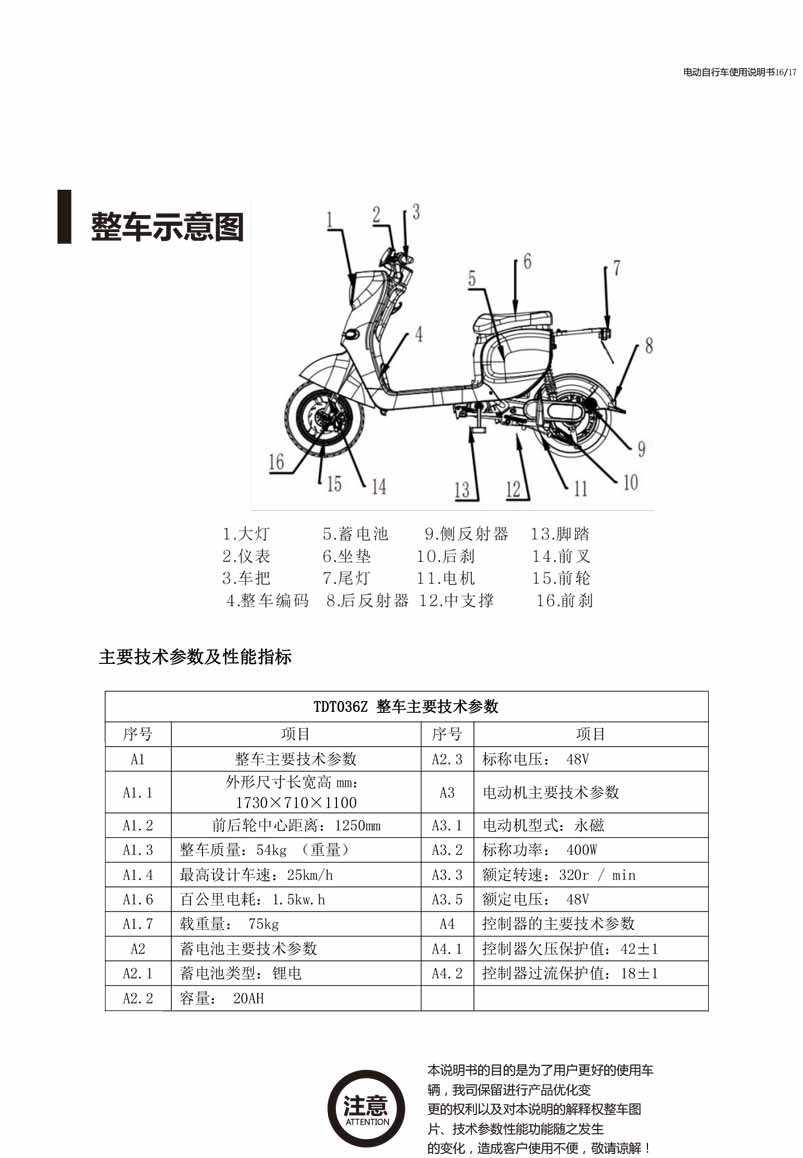 电动自行车使用说明书16/17
整车示意图
1
2
3
4
5
6
7
8
9
10
11
12
13
14
15
16
1.大灯 5.蓄电池 9.侧反射器 13.脚踏
2.仪表 6.坐垫 10.后刹 14.前叉
3.车把 7.尾灯 11.电机 15.前轮
4.整车编码 8.后反射器 12.中支撑 16.前刹
主要技术参数及性能指标
TDT036Z 整车主要技术参数
序号 项目 序号 项目
A1 整车主要技术参数 A2.3 标称电压： 48V
A1.1 外形尺寸长宽高 mm： A3 电动机主要技术参数
1730×710×1100
A1.2 前后轮中心距离：1250mm A3.1 电动机型式：永磁
A1.3 整车质量：54kg （重量） A3.2 标称功率： 400W
A1.4 最高设计车速：25km/h A3.3 额定转速：320r / min
A1.6 百公里电耗：1.5kw.h A3.5 额定电压： 48V
A1.7 载重量： 75kg A4 控制器的主要技术参数
A2 蓄电池主要技术参数 A4.1 控制器欠压保护值：42±1
A2.1 蓄电池类型：锂电 A4.2 控制器过流保护值：18±1
A2.2 容量： 20AH
注意
ATTENTION
本说明书的目的是为了用户更好的使用车
辆，我司保留进行产品优化变
更的权利以及对本说明的解释权整车图
片、技术参数性能功能随之发生
的变化，造成客户使用不便，敬请谅解！